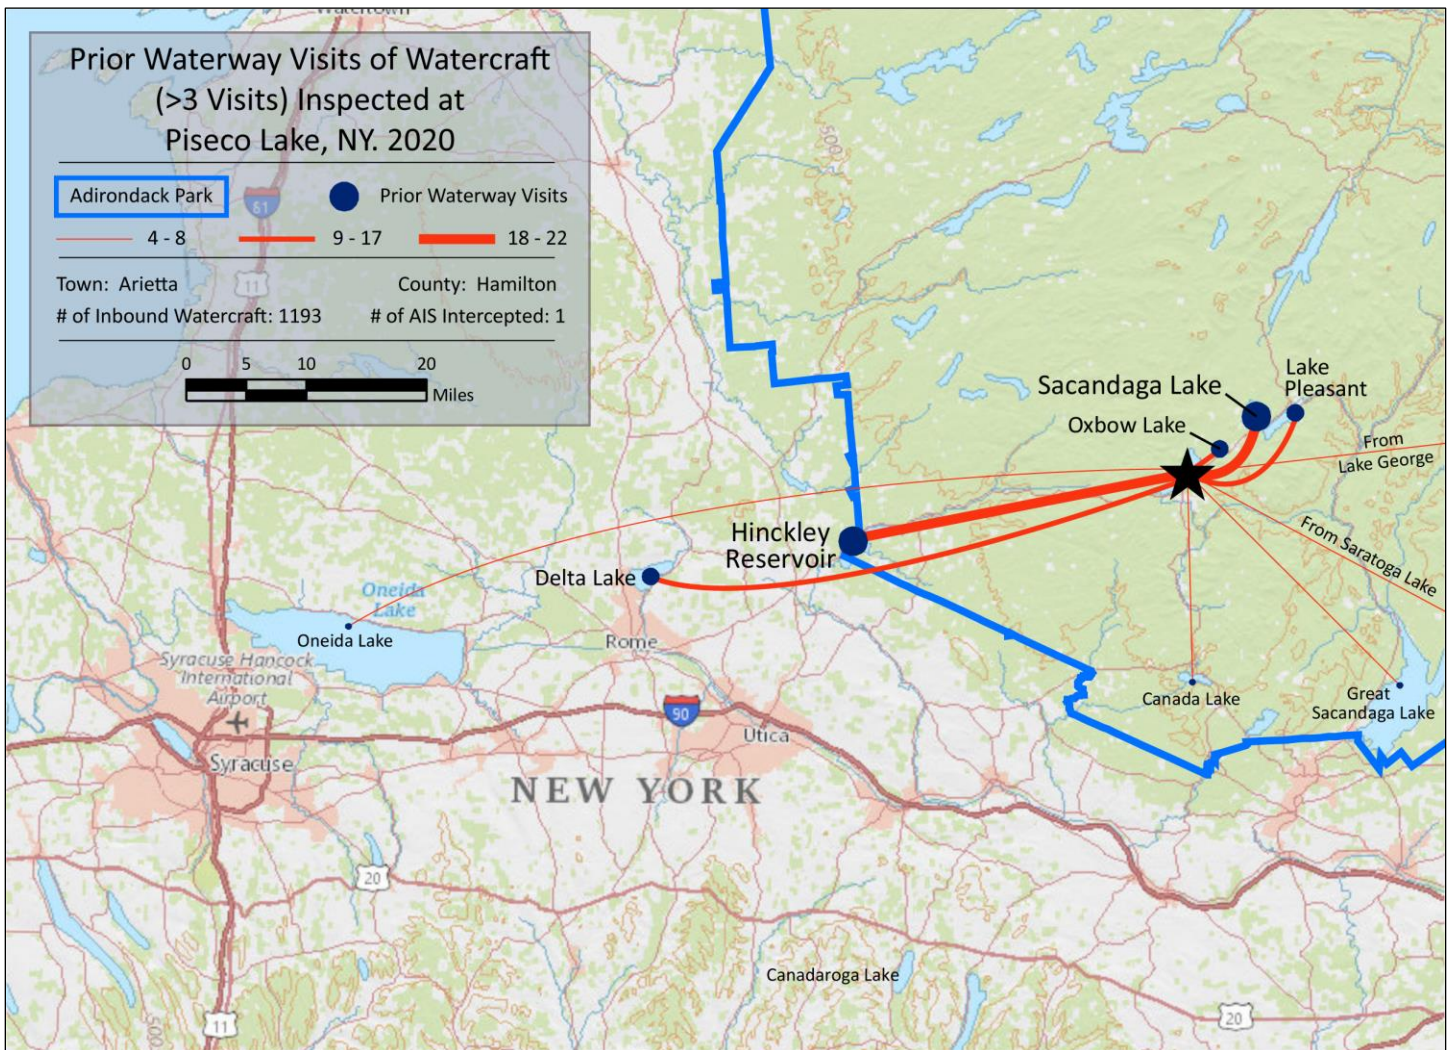 Watertown
Prior Waterway Visits of Watercraft
(>3 Visits) Inspected at
Piseco Lake, NY. 2020
Adirondack Park
Prior Waterway Visits
4 - 8
9 - 17
18 - 22
Town: Arietta
County: Hamilton
# of Inbound Watercraft: 1193
# of AIS Intercepted: 1
0 5 10 20
Miles
81
11
500
Lake
Pleasant
Sacandaga Lake
Oxbow Lake
From
Lake George
Hinckley
Reservoir
From Saratoga Lake
Delta Lake
Oneida
Lake
Oneida Lake
Rome
Syracuse Hancock
International
Airport
Canada Lake
Great
Sacandaga Lake
90
Utica
Syracuse
NEW YORK
20
Canadaroga Lake
11
500
20